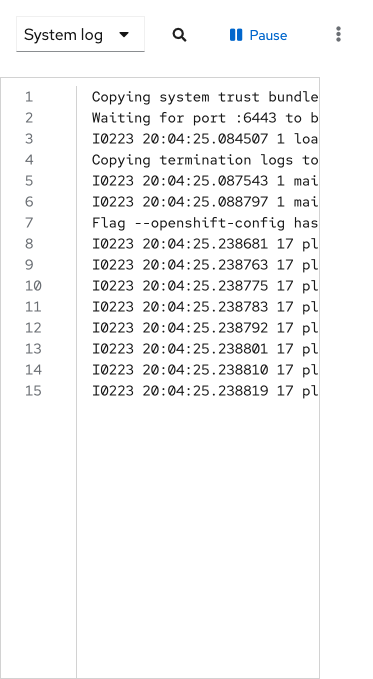 System log
Pause
1 Copying system trust bundle
2 Waiting for port :6443 to b
3 I0223 20:04:25.084507 1 loa
4 Copying termination logs to
5 I0223 20:04:25.087543 1 mai
6 I0223 20:04:25.088797 1 mai
7 Flag --openshift-config has
8 I0223 20:04:25.238681 17 pl
9 I0223 20:04:25.238763 17 pl
10 I0223 20:04:25.238775 17 pl
11 I0223 20:04:25.238783 17 pl
12 I0223 20:04:25.238792 17 pl
13 I0223 20:04:25.238801 17 pl
14 I0223 20:04:25.238810 17 pl
15 I0223 20:04:25.238819 17 pl